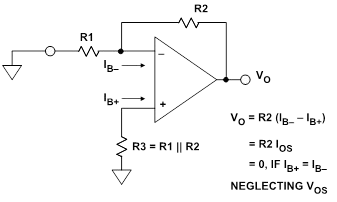 R2
R1
I_B–
–
I_B+
+
V_O
R3 = R1 || R2
V_O = R2 (I_B– – I_B+)
= R2 I_OS
= 0, IF I_B+ = I_B–
NEGLECTING V_OS